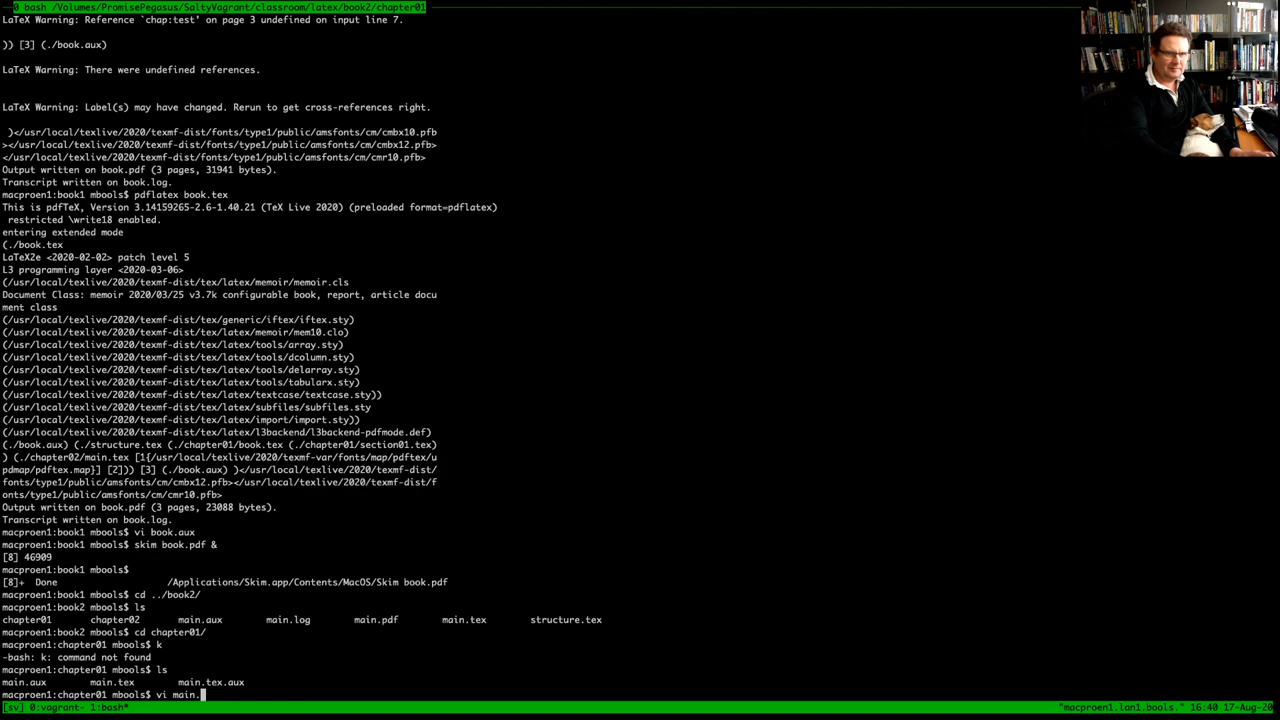 0 bash /Volumes/PromisePegasus/SaltyVagrant/classroom/latex/book2/chapter01
LaTeX Warning: Reference `chap:test' on page 3 undefined on input line 7.
)) [3] (./book.aux)
LaTeX Warning: There were undefined references.
LaTeX Warning: Label(s) may have changed. Rerun to get cross-references right.
)</usr/local/texlive/2020/texmf-dist/fonts/type1/public/amsfonts/cm/cmbx10.pfb
></usr/local/texlive/2020/texmf-dist/fonts/type1/public/amsfonts/cm/cmbx12.pfb>
</usr/local/texlive/2020/texmf-dist/fonts/type1/public/amsfonts/cm/cmr10.pfb>
Output written on book.pdf (3 pages, 31941 bytes).
Transcript written on book.log.
macproen1:book1 mbools$ pdflatex book.tex
This is pdfTeX, Version 3.14159265-2.6-1.40.21 (TeX Live 2020) (preloaded format=pdflatex)
restricted \write18 enabled.
entering extended mode
(./book.tex
LaTeX2e <2020-02-02> patch level 5
L3 programming layer <2020-03-06>
(/usr/local/texlive/2020/texmf-dist/tex/latex/memoir/memoir.cls
Document Class: memoir 2020/03/25 v3.7k configurable book, report, article docu
ment class
(/usr/local/texlive/2020/texmf-dist/tex/generic/iftex/iftex.sty)
(/usr/local/texlive/2020/texmf-dist/tex/latex/memoir/mem10.clo)
(/usr/local/texlive/2020/texmf-dist/tex/latex/tools/array.sty)
(/usr/local/texlive/2020/texmf-dist/tex/latex/tools/dcolumn.sty)
(/usr/local/texlive/2020/texmf-dist/tex/latex/tools/delarray.sty)
(/usr/local/texlive/2020/texmf-dist/tex/latex/tools/tabularx.sty)
(/usr/local/texlive/2020/texmf-dist/tex/latex/textcase/textcase.sty))
(/usr/local/texlive/2020/texmf-dist/tex/latex/subfiles/subfiles.sty
(/usr/local/texlive/2020/texmf-dist/tex/latex/import/import.sty))
(/usr/local/texlive/2020/texmf-dist/tex/latex/l3backend/l3backend-pdfmode.def)
(./book.aux) (./structure.tex (./chapter01/book.tex (./chapter01/section01.tex)
) (./chapter02/main.tex [1{/usr/local/texlive/2020/texmf-var/fonts/map/pdftex/u
pdmap/pdftex.map}] [2])) [3] (./book.aux) )</usr/local/texlive/2020/texmf-dist/
fonts/type1/public/amsfonts/cm/cmbx12.pfb></usr/local/texlive/2020/texmf-dist/f
onts/type1/public/amsfonts/cm/cmr10.pfb>
Output written on book.pdf (3 pages, 23088 bytes).
Transcript written on book.log.
macproen1:book1 mbools$ vi book.aux
macproen1:book1 mbools$ skim book.pdf &
[8] 46909
macproen1:book1 mbools$
[8]+ Done /Applications/Skim.app/Contents/MacOS/Skim book.pdf
macproen1:book1 mbools$ cd ../book2/
macproen1:book2 mbools$ ls
chapter01 chapter02 main.aux main.log main.pdf main.tex structure.tex
macproen1:book2 mbools$ cd chapter01/
macproen1:chapter01 mbools$ k
-bash: k: command not found
macproen1:chapter01 mbools$ ls
main.aux main.tex main.tex.aux
macproen1:chapter01 mbools$ vi main.
[sv] 0:vagrant- 1:bash* "macproen1.lan1.bools." 16:40 17-Aug-20